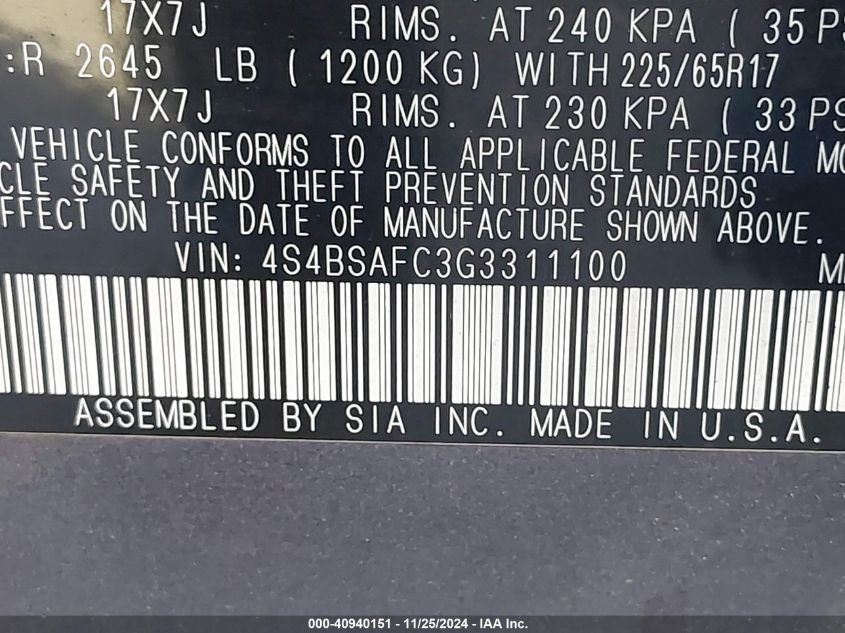 17X7J RIMS. AT 240 KPA ( 35 PS
:R 2645 LB ( 1200 KG) WITH 225/65R17
17X7J RIMS. AT 230 KPA ( 33 PS
VEHICLE CONFORMS TO ALL APPLICABLE FEDERAL MO
CLE SAFETY AND THEFT PREVENTION STANDARDS
FFECT ON THE DATE OF MANUFACTURE SHOWN ABOVE.
VIN: 4S4BSAFC3G3311100 M
ASSEMBLED BY SIA INC. MADE IN U.S.A.
000-40940151 - 11/25/2024 - IAA Inc.